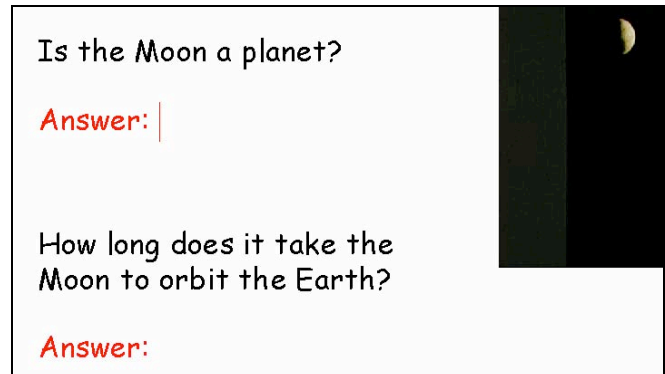 Is the Moon a planet?
Answer:
How long does it take the
Moon to orbit the Earth?
Answer: